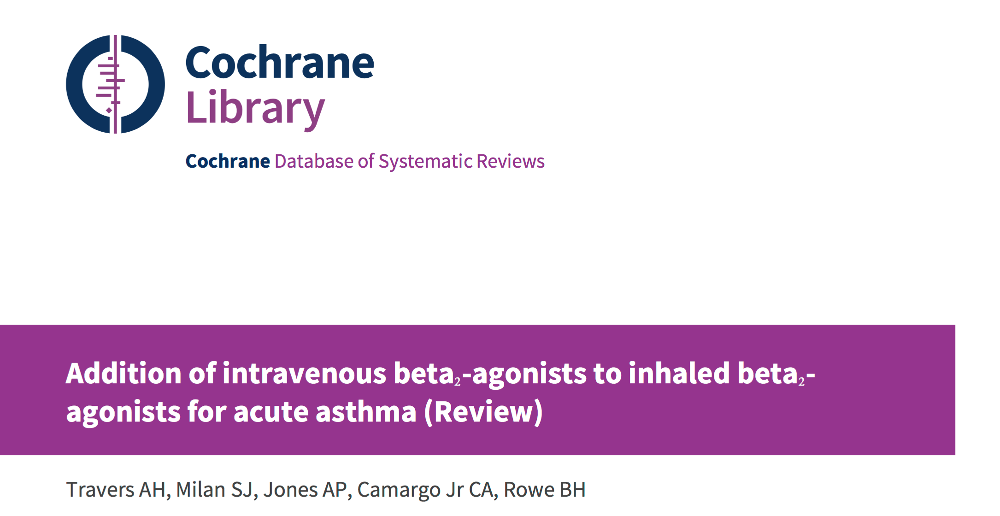 Cochrane
Library
Cochrane Database of Systematic Reviews
Addition of intravenous beta₂-agonists to inhaled beta₂-
agonists for acute asthma (Review)
Travers AH, Milan SJ, Jones AP, Camargo Jr CA, Rowe BH